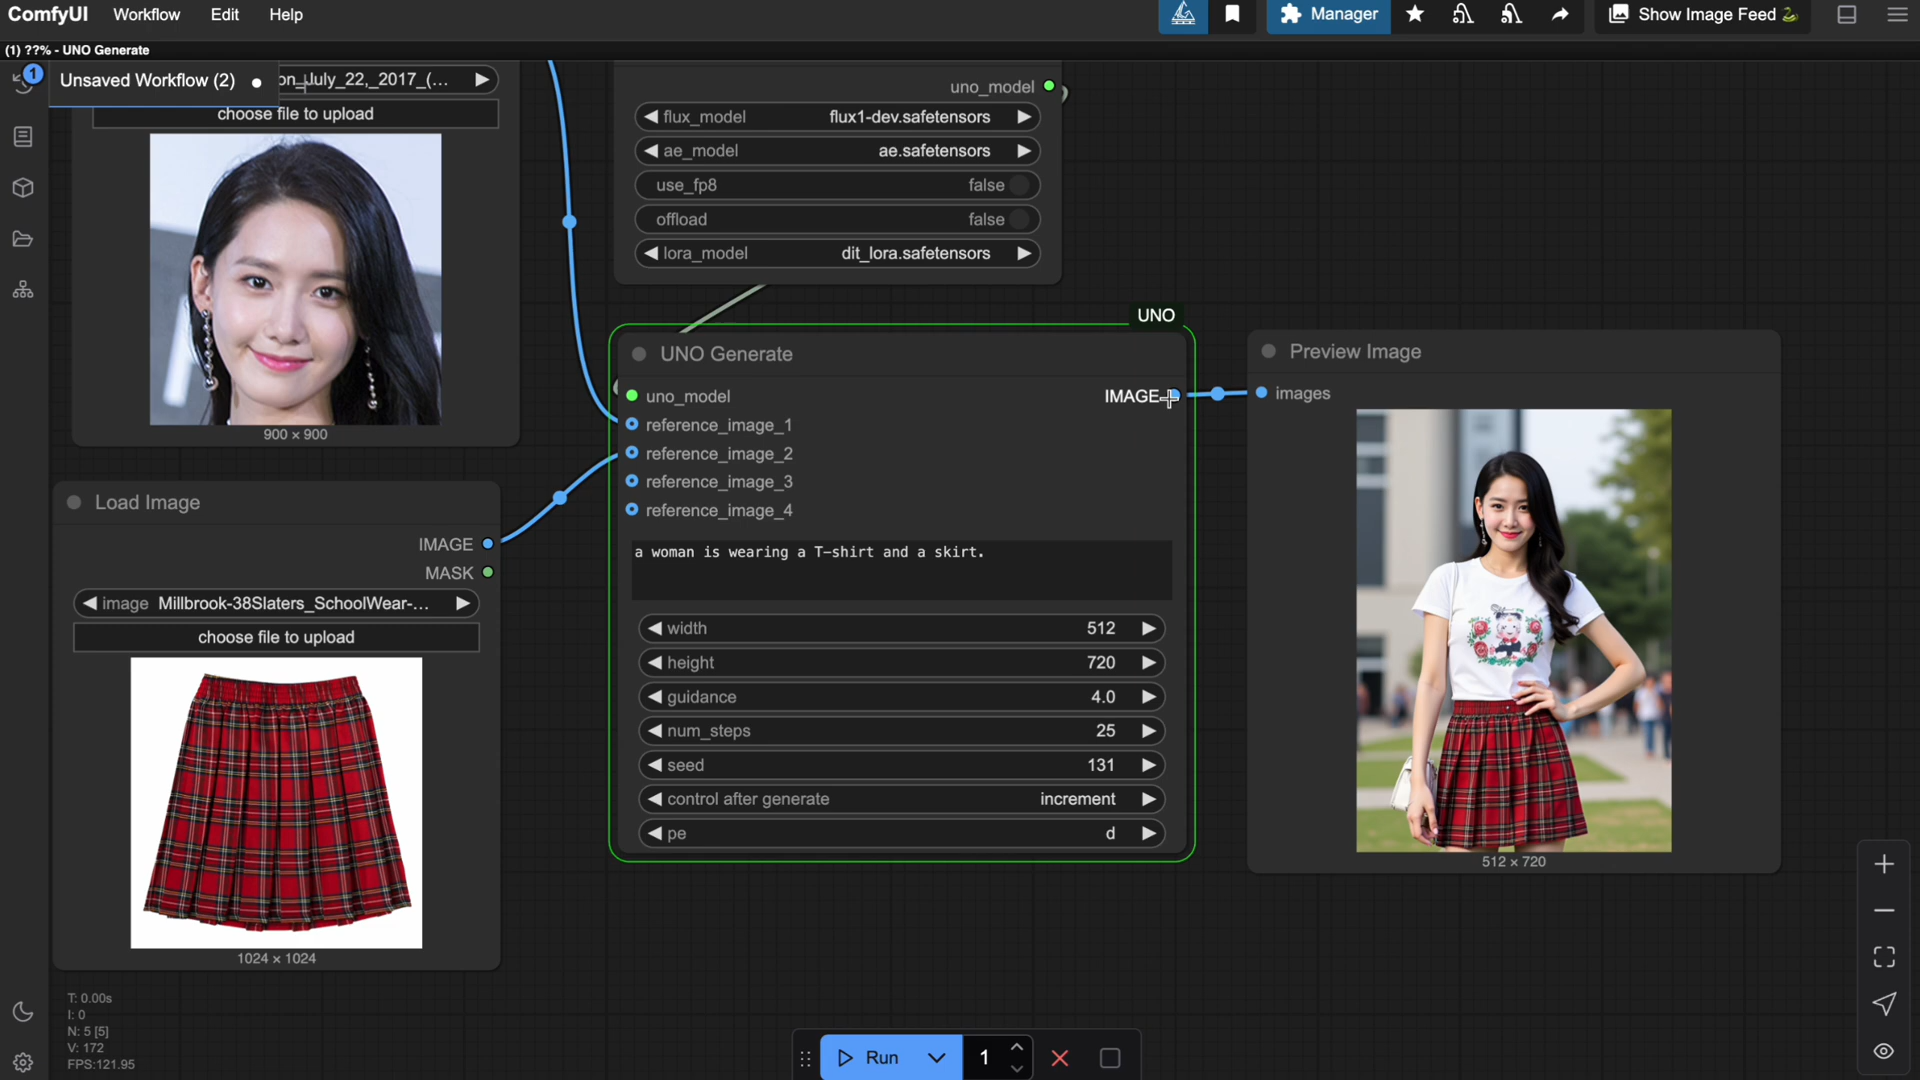 ComfyUI Workflow Edit Help Manager Show Image Feed
(1) ??% - UNO Generate
1
Unsaved Workflow (2) on_July_22,_2017_(...
choose file to upload
900 × 900
uno_model
flux_model flux1-dev.safetensors
ae_model ae.safetensors
use_fp8 false
offload false
lora_model dit_lora.safetensors
UNO
UNO Generate
uno_model IMAGE
reference_image_1
reference_image_2
reference_image_3
reference_image_4
a woman is wearing a T-shirt and a skirt.
width 512
height 720
guidance 4.0
num_steps 25
seed 131
control after generate increment
pe d
Preview Image
images
512 × 720
Load Image
IMAGE
MASK
image Millbrook-38Slaters_SchoolWear-...
choose file to upload
1024 × 1024
T: 0.00s
I: 0
N: 5 [5]
V: 172
FPS:121.95
Run 1